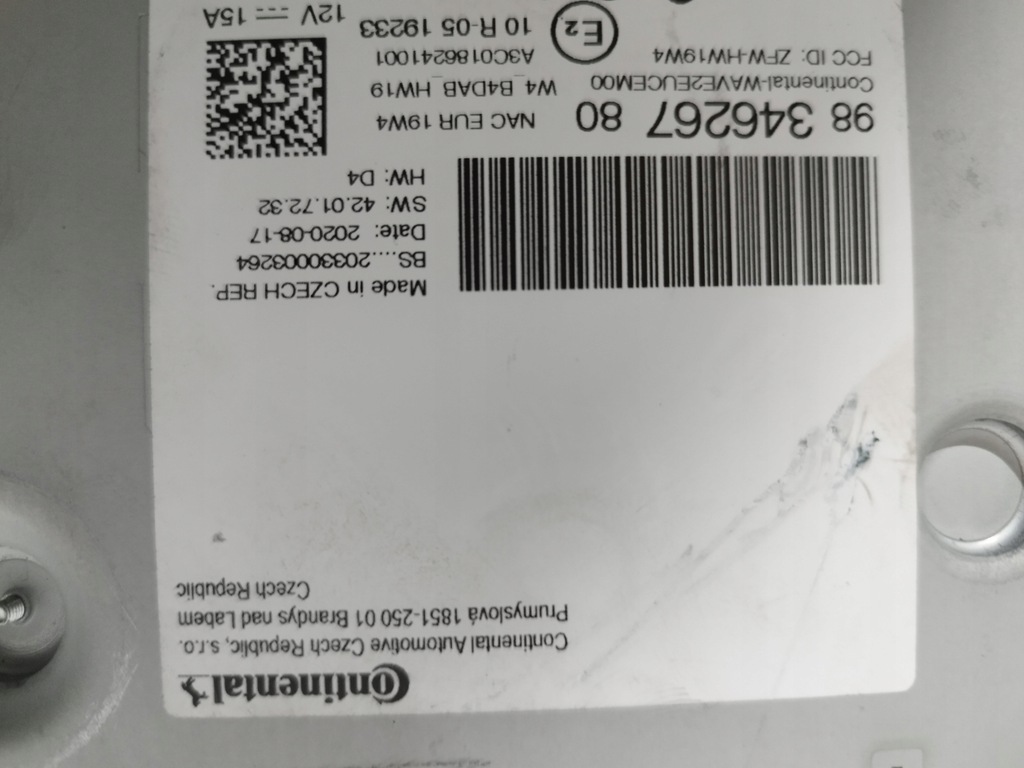 Continental
Continental Automotive Czech Republic, s.r.o.
Prumyslová 1851-250 01 Brandys nad Labem
Czech Republic
Made in CZECH REP.
BS....20330003264
Date: 2020-08-17
SW: 42.01.72.32
HW: D4
98 346267 80 NAC EUR 19W4
Continental-WAVE2EUCEM00 W4_B4DAB_HW19
FCC ID: ZFW-HW19W4 A3C0186241001
E2 10 R-05 19233
12V 15A